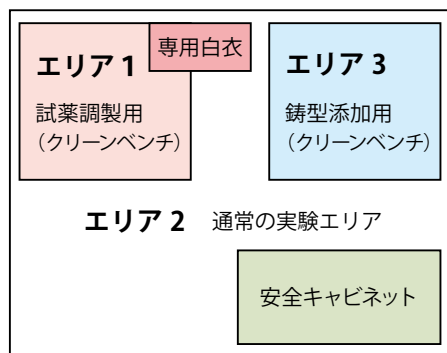 エリア 1
専用白衣
試薬調製用
（クリーンベンチ）
エリア 3
鋳型添加用
（クリーンベンチ）
エリア 2 通常の実験エリア
安全キャビネット